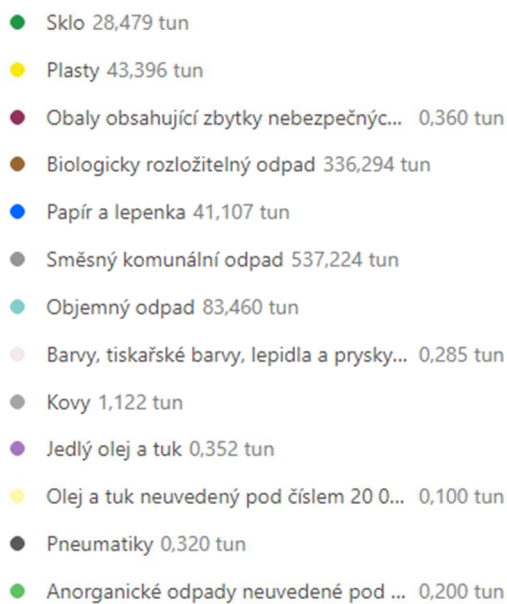 Sklo 28,479 tun
Plasty 43,396 tun
Obaly obsahující zbytky nebezpečnýc... 0,360 tun
Biologicky rozložitelný odpad 336,294 tun
Papír a lepenka 41,107 tun
Směsný komunální odpad 537,224 tun
Objemný odpad 83,460 tun
Barvy, tiskařské barvy, lepidla a prysky... 0,285 tun
Kovy 1,122 tun
Jedlý olej a tuk 0,352 tun
Olej a tuk neuvedený pod číslem 20 0... 0,100 tun
Pneumatiky 0,320 tun
Anorganické odpady neuvedené pod ... 0,200 tun